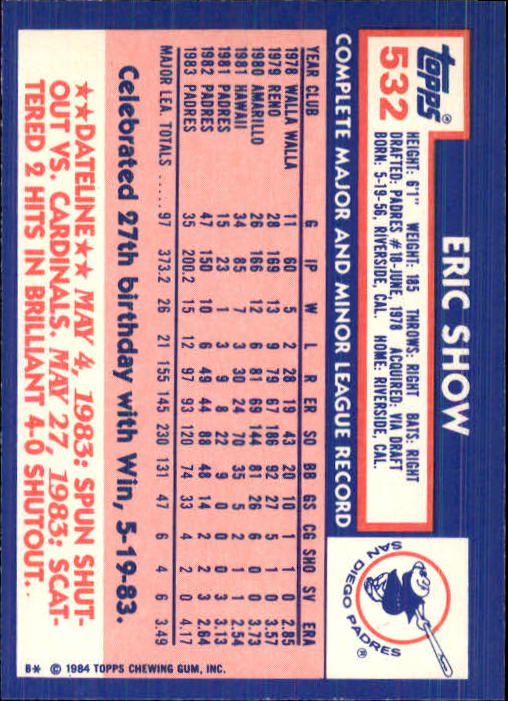 topps®
532
ERIC SHOW
HEIGHT: 6'1" WEIGHT: 185 THROWS: RIGHT BATS: RIGHT
DRAFTED: PADRES #18-JUNE, 1978 ACQUIRED: VIA DRAFT
BORN: 5-19-56, RIVERSIDE, CAL. HOME: RIVERSIDE, CAL.
SAN DIEGO PADRES ®
COMPLETE MAJOR AND MINOR LEAGUE RECORD
YEAR CLUB G IP W L R ER SO BB GS CG SHO SV ERA
1978 WALLA WALLA 11 60 5 2 28 19 43 20 10 1 1 0 2.85
1979 RENO 28 169 13 9 79 67 186 92 27 5 1 0 3.57
1980 AMARILLO 26 166 12 6 81 69 144 81 26 6 0 0 3.73
1981 HAWAII 34 85 7 3 30 24 70 35 5 2 1 1 2.54
1981 PADRES 15 23 1 3 9 8 22 9 0 0 0 3 3.13
1982 PADRES 47 150 10 6 49 44 88 48 14 2 2 3 2.64
1983 PADRES 35 200.2 15 12 97 93 120 74 33 4 2 0 4.17
MAJOR LEA. TOTALS 97 373.2 26 21 155 145 230 131 47 6 4 6 3.49
Celebrated 27th birthday with Win, 5-19-83.
★★DATELINE★★ MAY 4, 1983: SPUN SHUT-
OUT VS. CARDINALS. MAY 27, 1983: SCAT-
TERED 2 HITS IN BRILLIANT 4-0 SHUTOUT.
B* © 1984 TOPPS CHEWING GUM, INC.